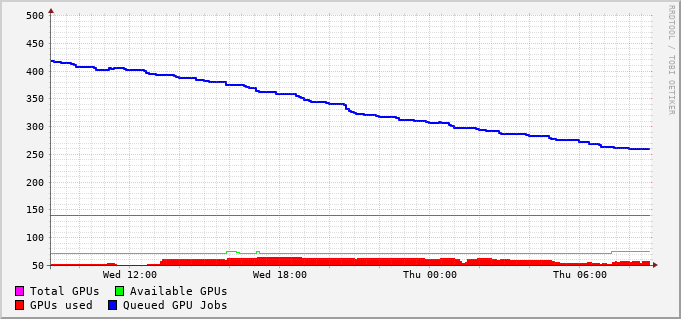 500
450
400
350
300
250
200
150
100
50
Wed 12:00 Wed 18:00 Thu 00:00 Thu 06:00
Total GPUs Available GPUs
GPUs used Queued GPU Jobs
RRDTOOL / TOBI OETIKER